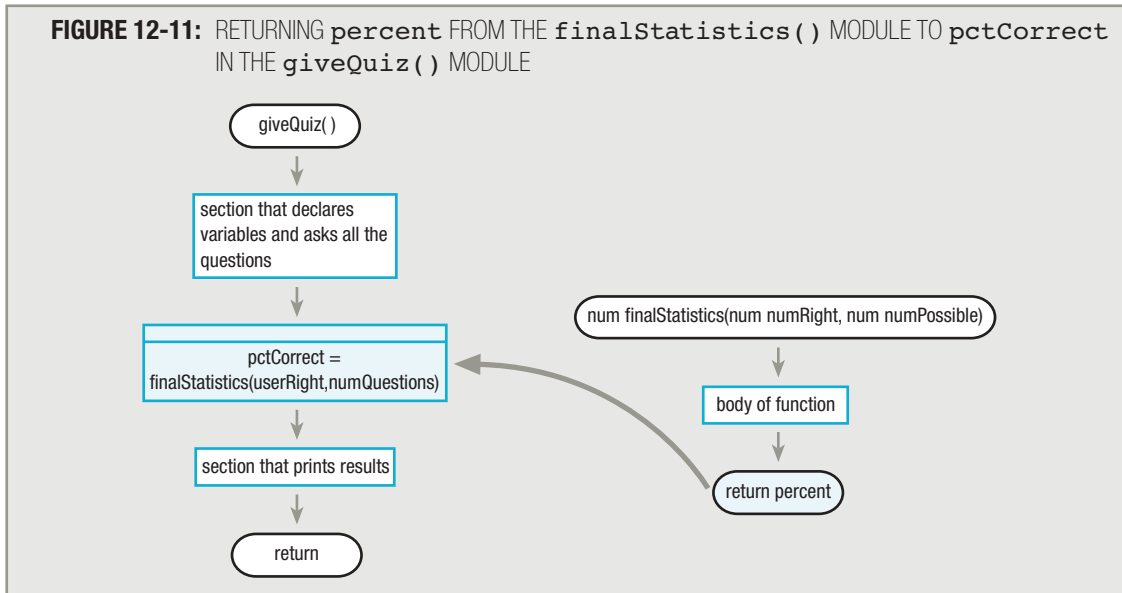 FIGURE 12-11: RETURNING percent FROM THE finalStatistics() MODULE TO pctCorrect
IN THE giveQuiz() MODULE
giveQuiz( )
section that declares
variables and asks all the
questions
pctCorrect =
finalStatistics(userRight,numQuestions)
section that prints results
return
num finalStatistics(num numRight, num numPossible)
body of function
return percent